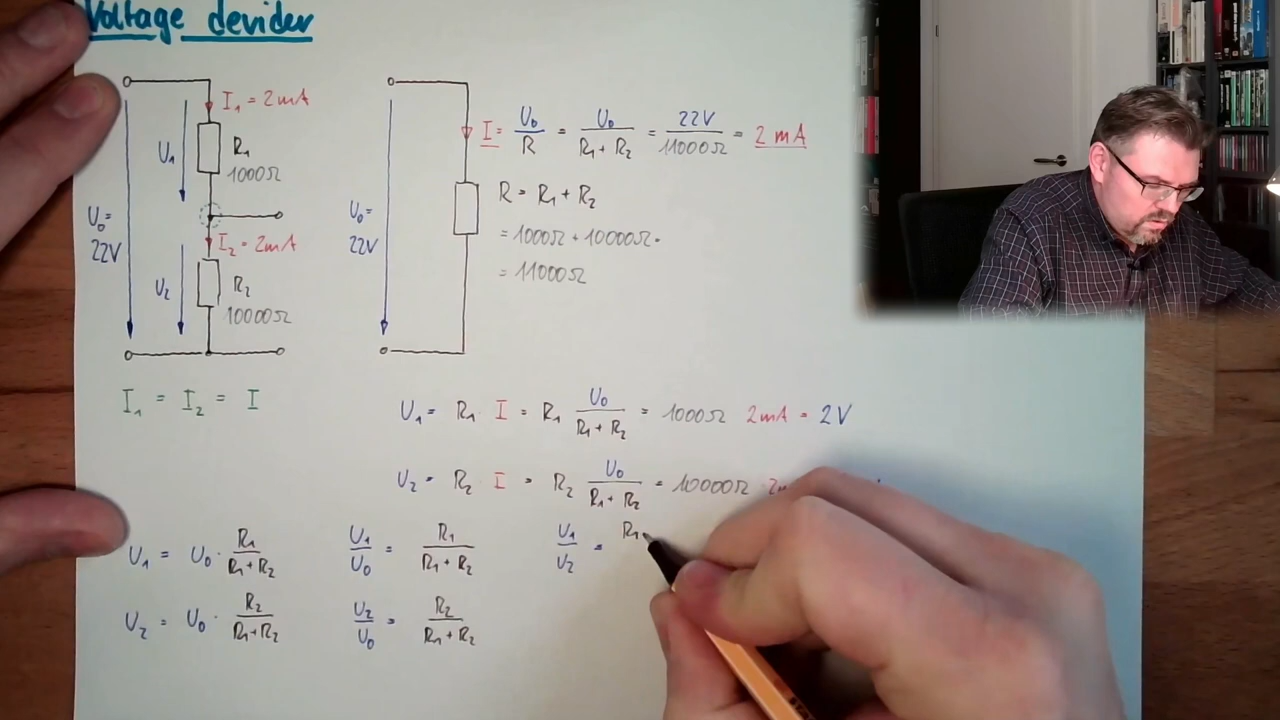 Voltage devider
I₁ = 2mA
U₁
R₁
1000Ω
U₀=
22V
I₂ = 2mA
U₂
R₂
10000Ω
I₁ = I₂ = I
U₀=
22V
I = U₀/R = U₀/(R₁ + R₂) = 22V/11000Ω = 2 mA
R = R₁ + R₂
= 1000Ω + 10000Ω
= 11000Ω
U₁ = R₁ I = R₁ U₀/(R₁ + R₂) = 1000Ω 2mA = 2V
U₂ = R₂ I = R₂ U₀/(R₁ + R₂) = 10000Ω
U₁ = U₀ · R₁/(R₁+R₂)
U₁/U₀ = R₁/(R₁+R₂)
U₁/U₂ = R₁
U₂ = U₀ · R₂/(R₁+R₂)
U₂/U₀ = R₂/(R₁+R₂)